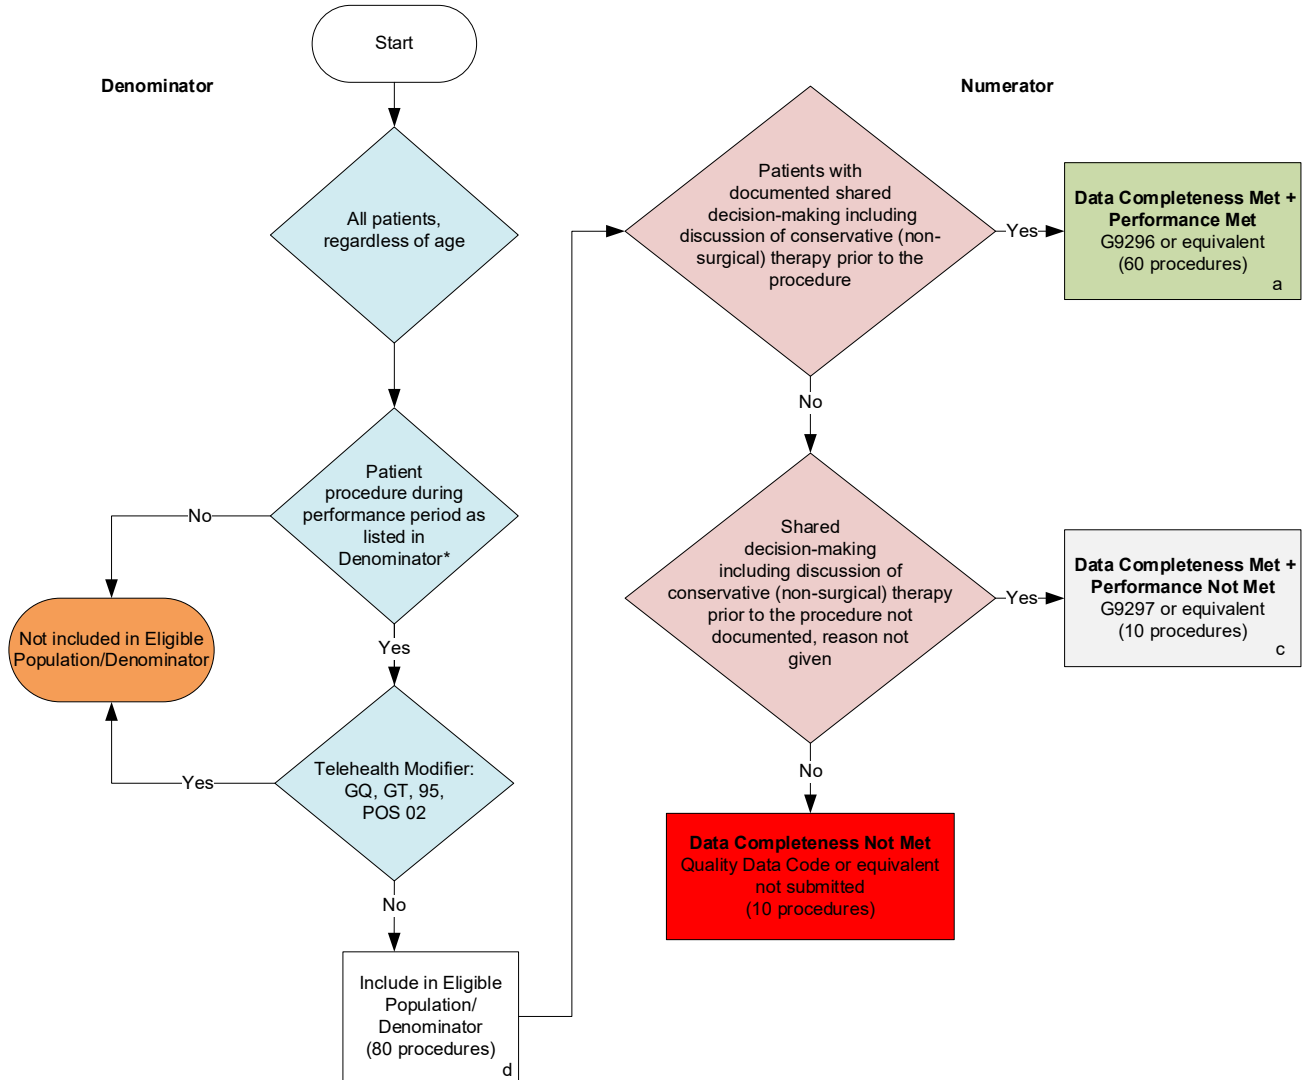 Start
Denominator
Numerator
All patients,
regardless of age
Patients with
documented shared
decision-making including
discussion of conservative (non-
surgical) therapy prior to the
procedure
Yes
Data Completeness Met +
Performance Met
G9296 or equivalent
(60 procedures)
a
No
Patient
procedure during
performance period as
listed in
Denominator*
No
Not included in Eligible
Population/Denominator
Yes
Telehealth Modifier:
GQ, GT, 95,
POS 02
Yes
No
Include in Eligible
Population/
Denominator
(80 procedures)
d
Shared
decision-making
including discussion of
conservative (non-surgical) therapy
prior to the procedure not
documented, reason not
given
Yes
Data Completeness Met +
Performance Not Met
G9297 or equivalent
(10 procedures)
c
No
Data Completeness Not Met
Quality Data Code or equivalent
not submitted
(10 procedures)